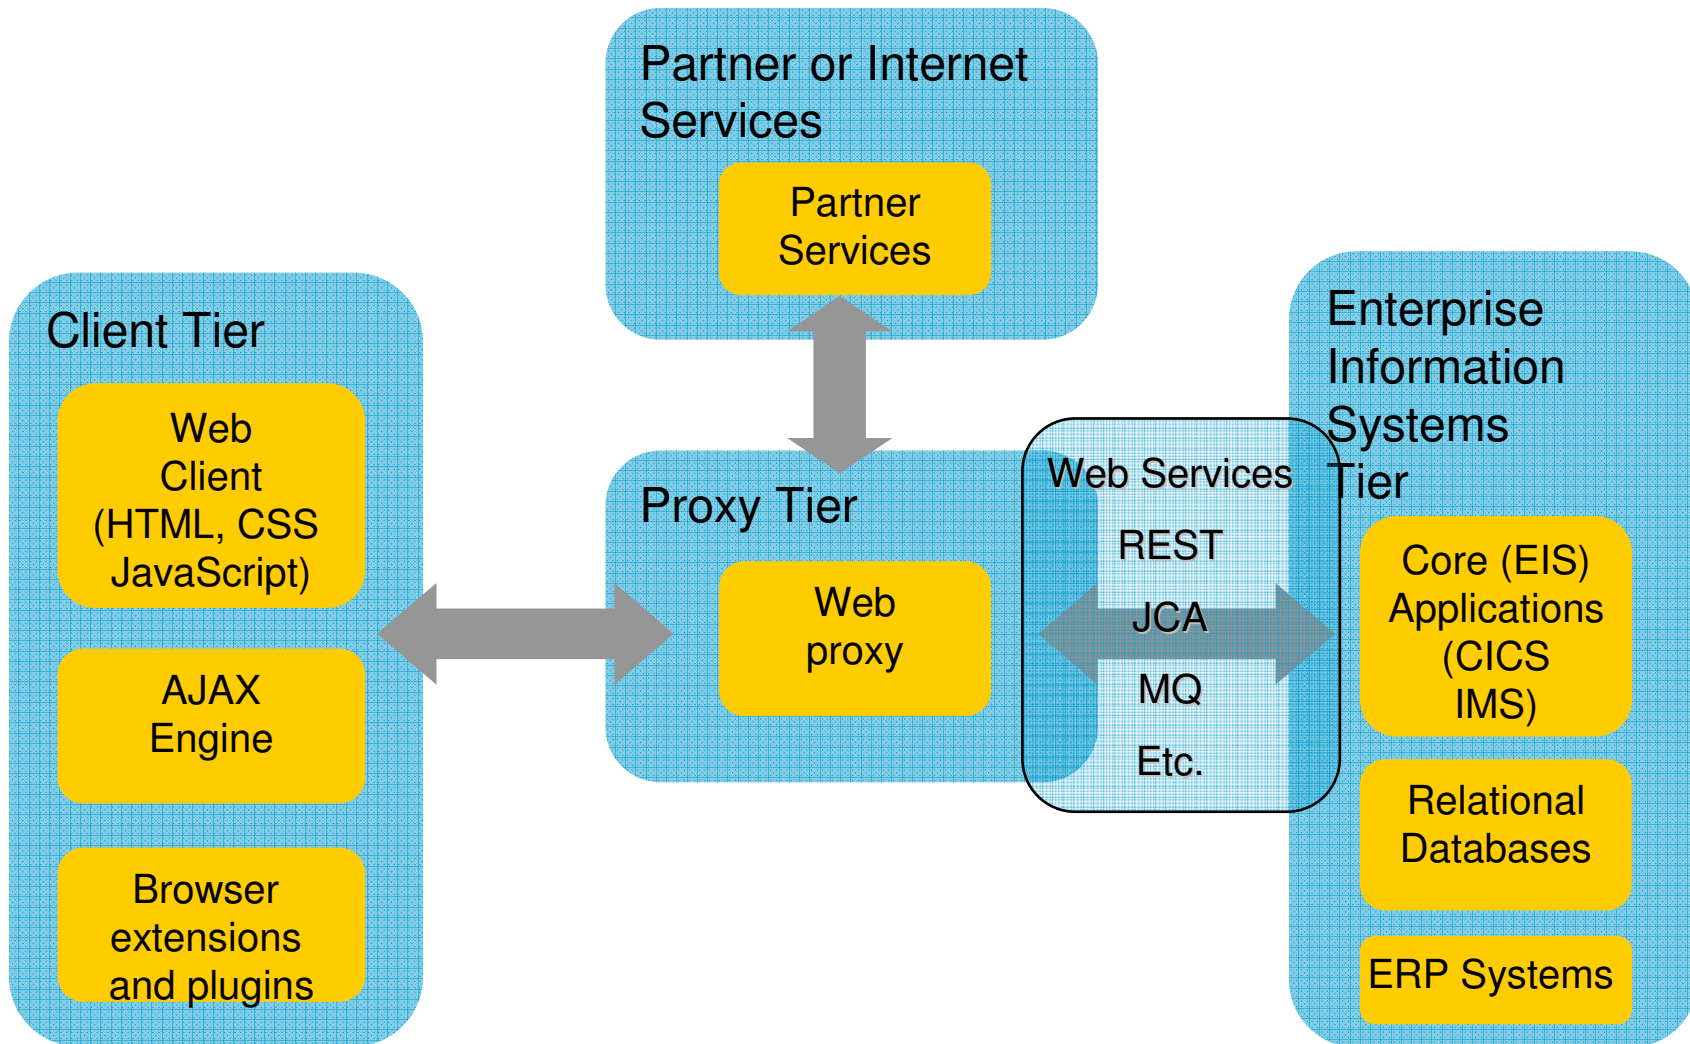 Partner or Internet
Services
Partner
Services
Client Tier
Web
Client
(HTML, CSS
JavaScript)
AJAX
Engine
Browser
extensions
and plugins
Proxy Tier
Web
proxy
Web Services
REST
JCA
MQ
Etc.
Enterprise
Information
Systems
Tier
Core (EIS)
Applications
(CICS
IMS)
Relational
Databases
ERP Systems